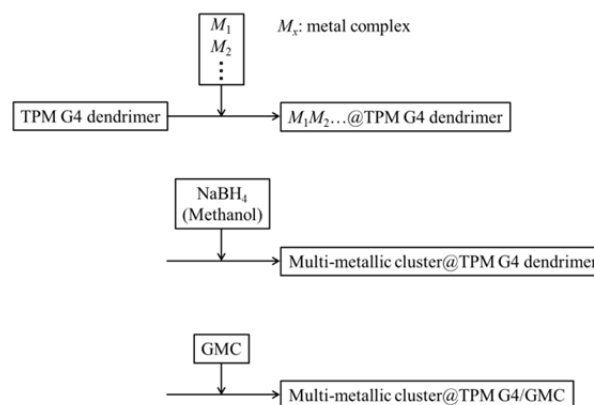 M₁
M₂
⋮
Mₓ: metal complex
TPM G4 dendrimer
M₁M₂…@TPM G4 dendrimer
NaBH₄
(Methanol)
Multi-metallic cluster@TPM G4 dendrimer
GMC
Multi-metallic cluster@TPM G4/GMC